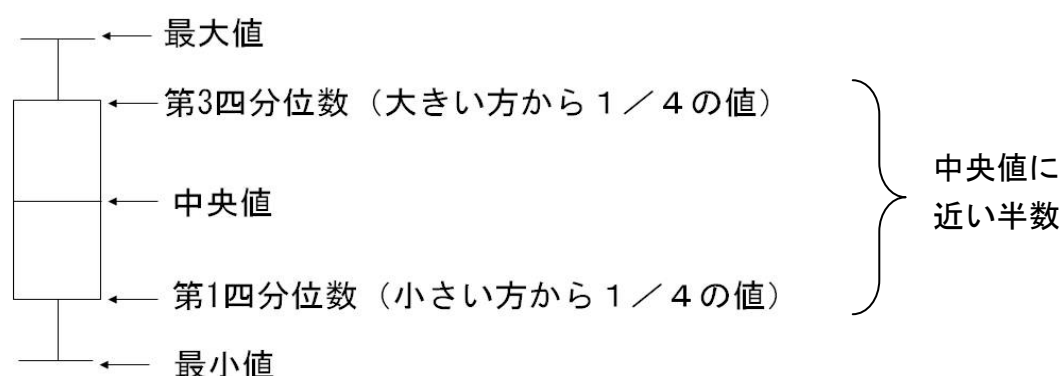 最大値
第3四分位数（大きい方から１／４の値）
中央値
第1四分位数（小さい方から１／４の値）
最小値
中央値に
近い半数